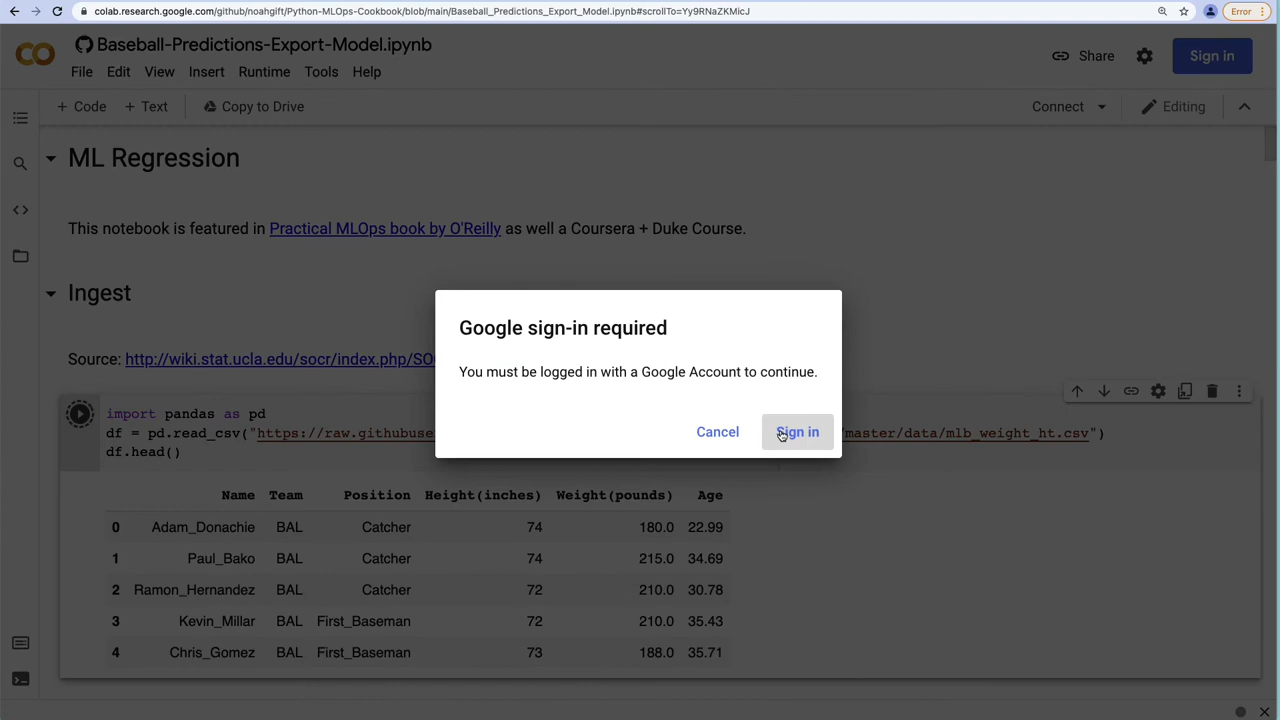 colab.research.google.com/github/noahgift/Python-MLOps-Cookbook/blob/main/Baseball_Predictions_Export_Model.ipynb#scrollTo=Yy9RNaZKMicJ
Error
Baseball-Predictions-Export-Model.ipynb
Share
Sign in
File Edit View Insert Runtime Tools Help
+ Code + Text Copy to Drive
Connect
Editing
ML Regression
This notebook is featured in Practical MLOps book by O'Reilly as well a Coursera + Duke Course.
Ingest
Source: http://wiki.stat.ucla.edu/socr/index.php/SO
Google sign-in required
You must be logged in with a Google Account to continue.
Cancel Sign in
import pandas as pd
df = pd.read_csv("https://raw.githubuse /master/data/mlb_weight_ht.csv")
df.head()
Name Team Position Height(inches) Weight(pounds) Age
0 Adam_Donachie BAL Catcher 74 180.0 22.99
1 Paul_Bako BAL Catcher 74 215.0 34.69
2 Ramon_Hernandez BAL Catcher 72 210.0 30.78
3 Kevin_Millar BAL First_Baseman 72 210.0 35.43
4 Chris_Gomez BAL First_Baseman 73 188.0 35.71